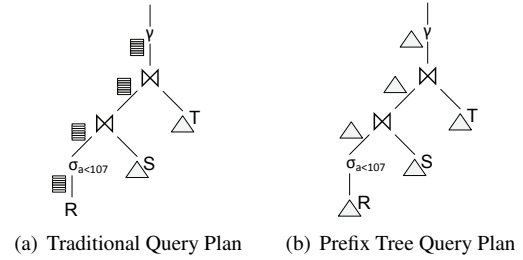 γ γ
⋈ ⋈
⋈ T ⋈ T
σa<107 S σa<107 S
R R
(a) Traditional Query Plan (b) Prefix Tree Query Plan